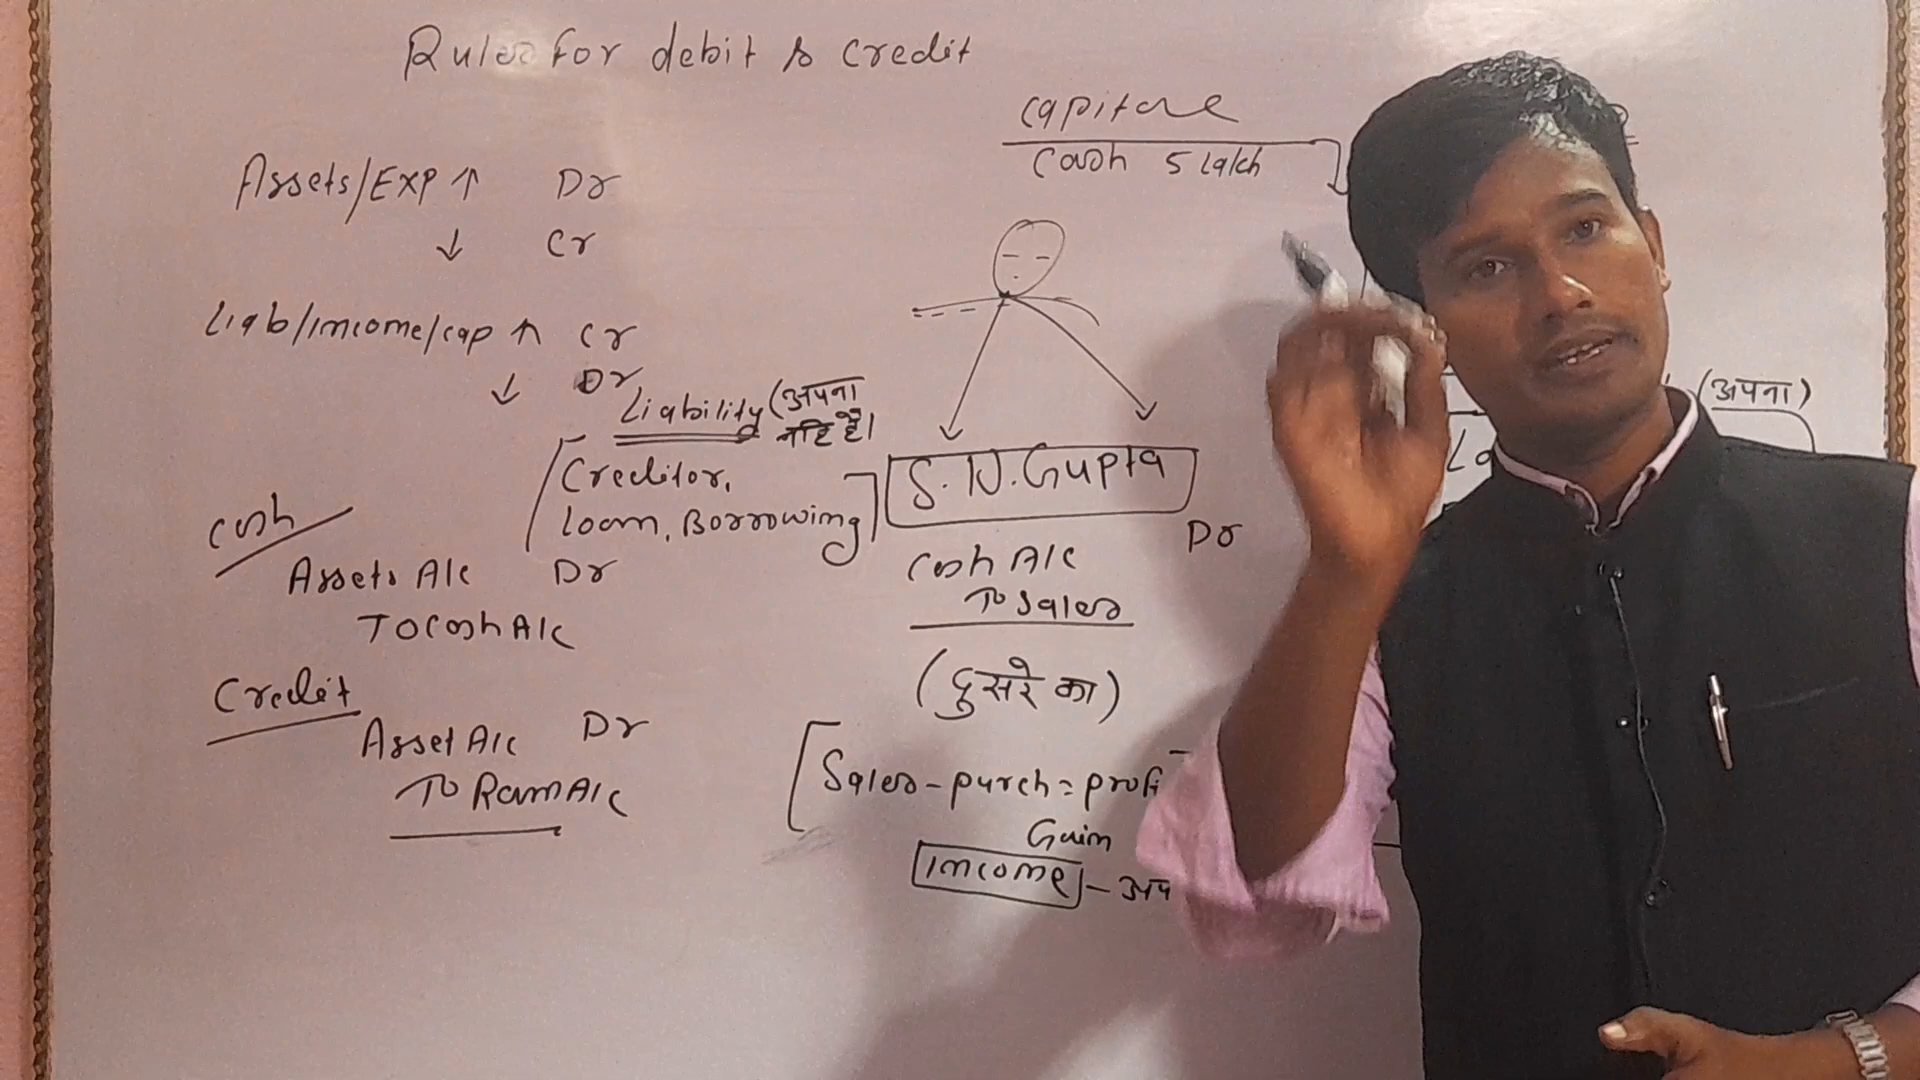 Rules for debit & credit
Assets/EXP ↑ Dr
↓ Cr
Liab/income/cap ↑ Cr
↓ Dr
Liability (अपना
नहि है।
Creditor,
Loan, Borrowing
cash
Assets A/c Dr
To cash A/c
Credit
Asset A/c Dr
To Ram A/c
capital
Cash 5 lakh
S. N. Gupta
Cash A/c Dr
To Sales
(दुसरे का)
Sales - purch = profi
Gain
income - अप
(अपना)